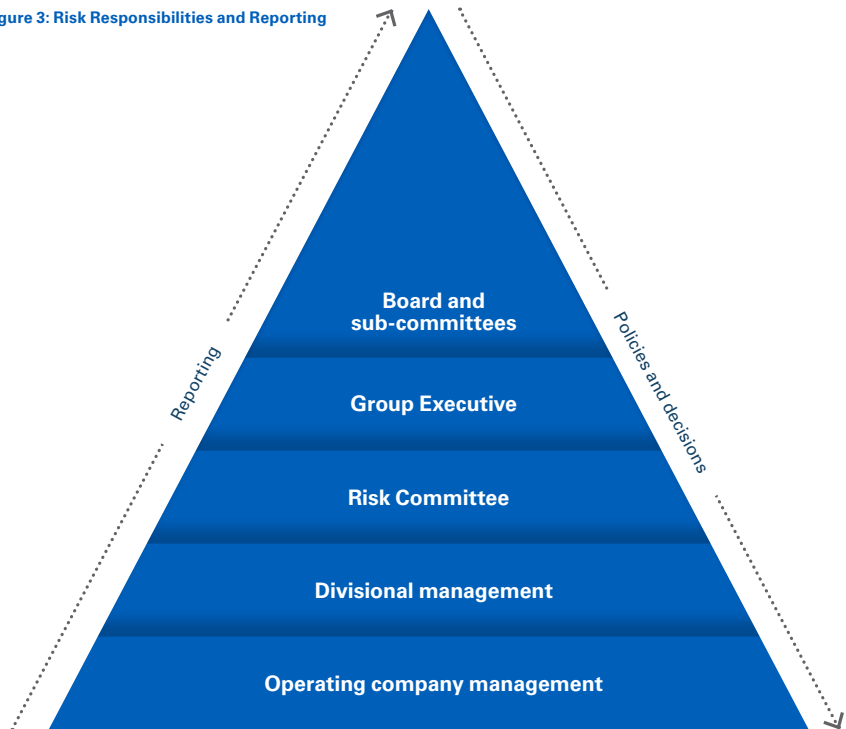 gure 3: Risk Responsibilities and Reporting
Board and
sub-committees
Reporting
Policies and decisions
Group Executive
Risk Committee
Divisional management
Operating company management